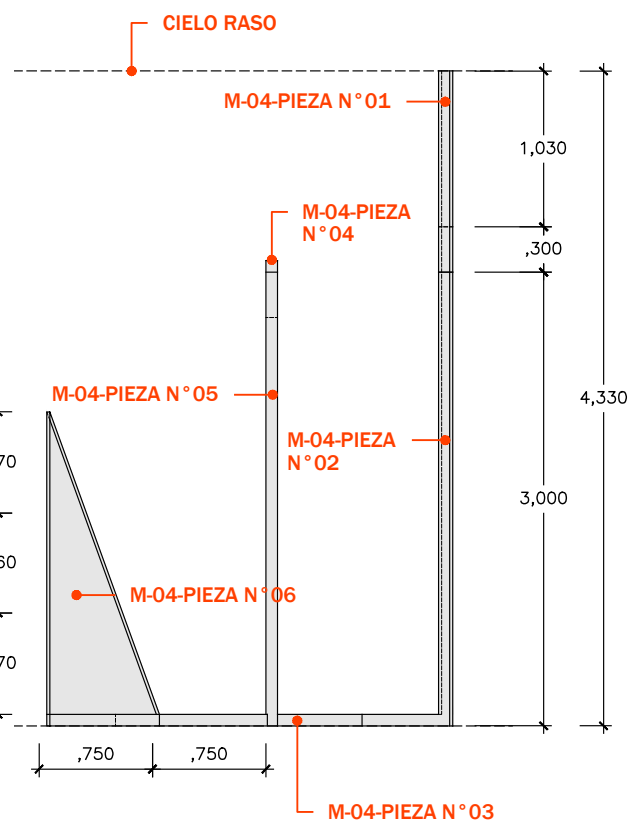 CIELO RASO
M-04-PIEZA N°01
1,030
M-04-PIEZA
N°04
,300
M-04-PIEZA N°05
4,330
M-04-PIEZA
N°02
70
3,000
60
M-04-PIEZA N°06
70
,750
,750
M-04-PIEZA N°03